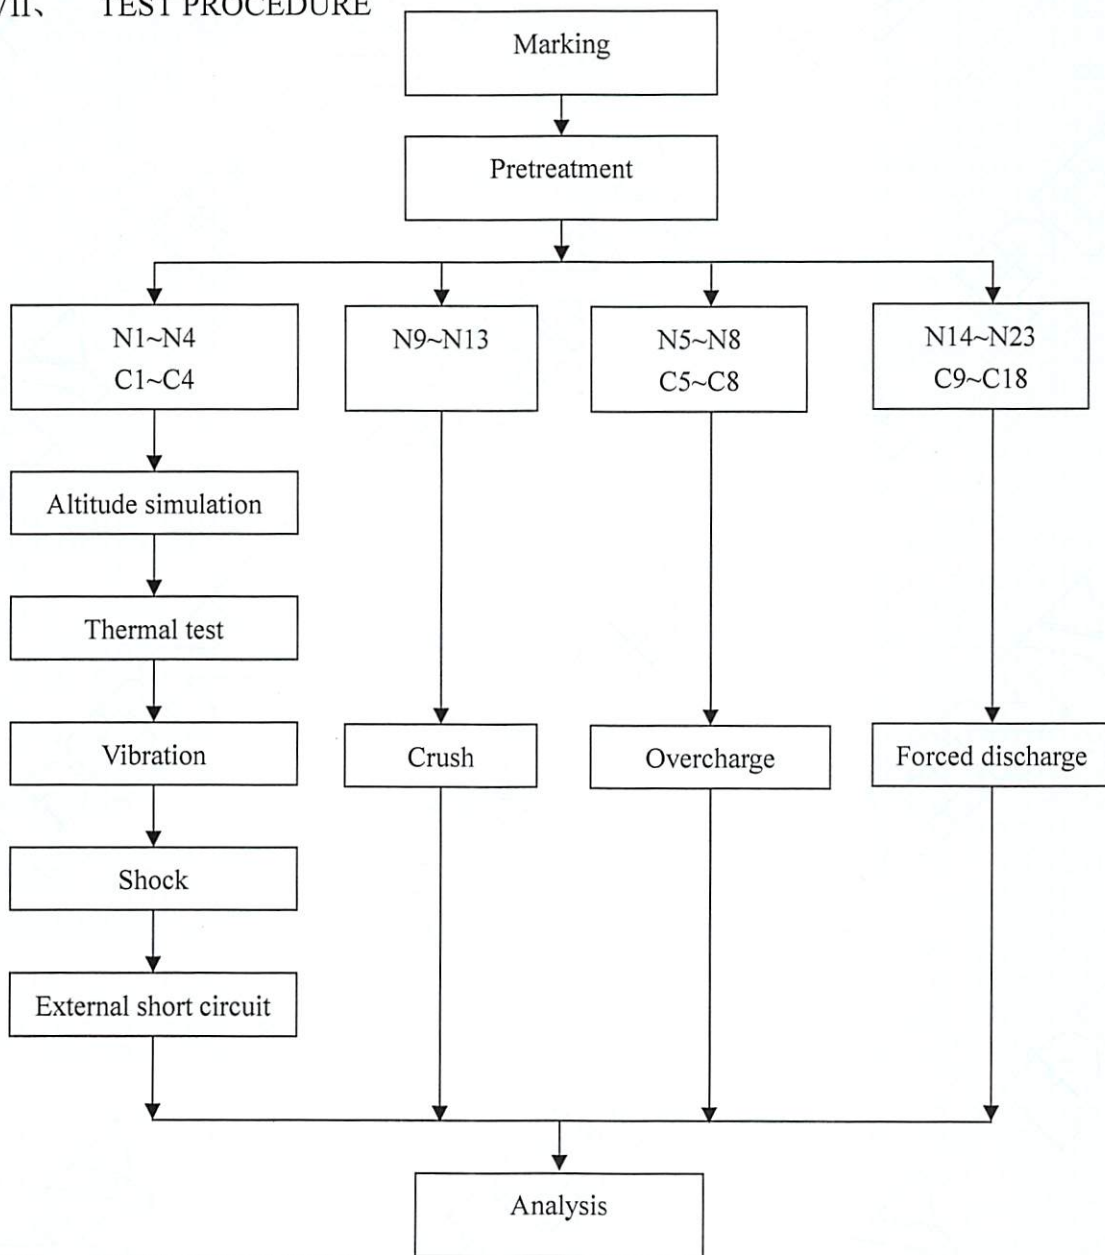 /II、 TEST PROCEDURE
Marking
Pretreatment
N1~N4
C1~C4
N9~N13
N5~N8
C5~C8
N14~N23
C9~C18
Altitude simulation
Thermal test
Vibration
Crush
Overcharge
Forced discharge
Shock
External short circuit
Analysis